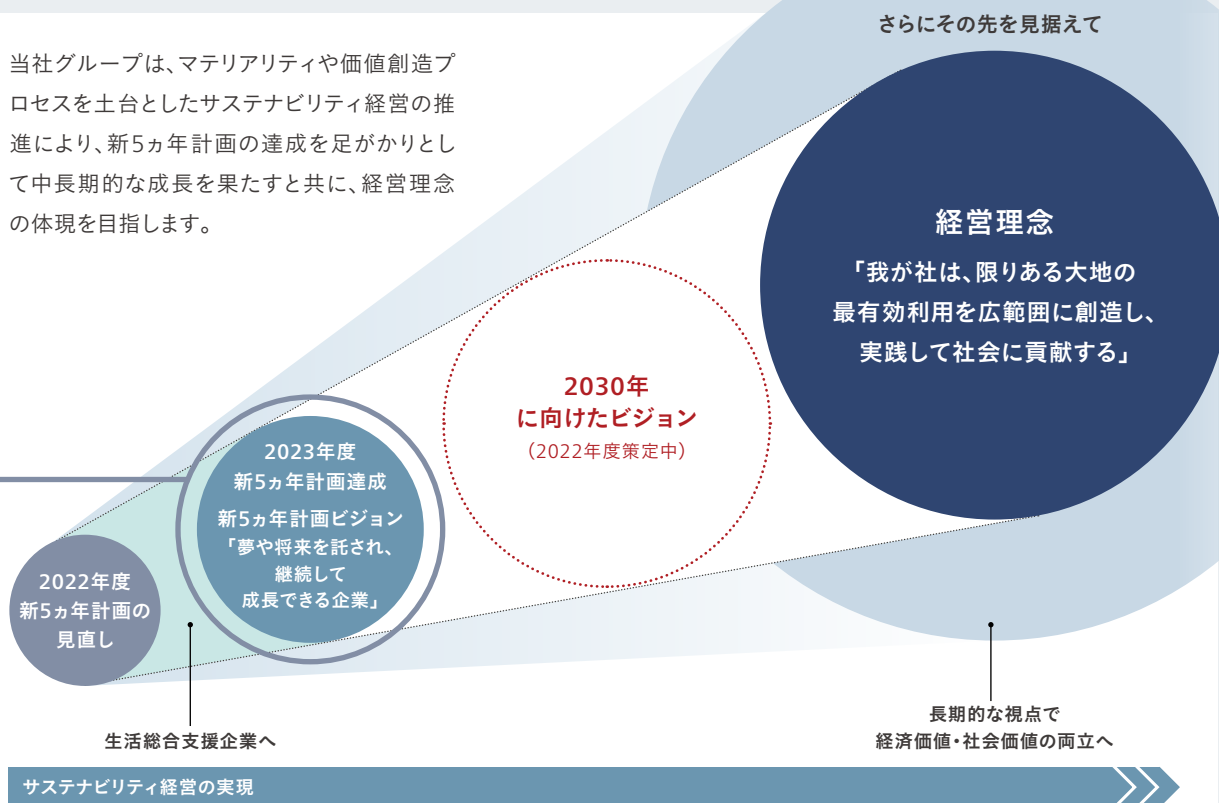 さらにその先を見据えて
当社グループは、マテリアリティや価値創造プ
ロセスを土台としたサステナビリティ経営の推
進により、新5ヵ年計画の達成を足がかりとし
て中長期的な成長を果たすと共に、経営理念
の体現を目指します。
経営理念
「我が社は、限りある大地の
最有効利用を広範囲に創造し、
実践して社会に貢献する」
2030年
に向けたビジョン
(2022年度策定中)
2023年度
新5ヵ年計画達成
新5ヵ年計画ビジョン
「夢や将来を託され、
継続して
成長できる企業」
2022年度
新5ヵ年計画の
見直し
生活総合支援企業へ
長期的な視点で
経済価値・社会価値の両立へ
サステナビリティ経営の実現